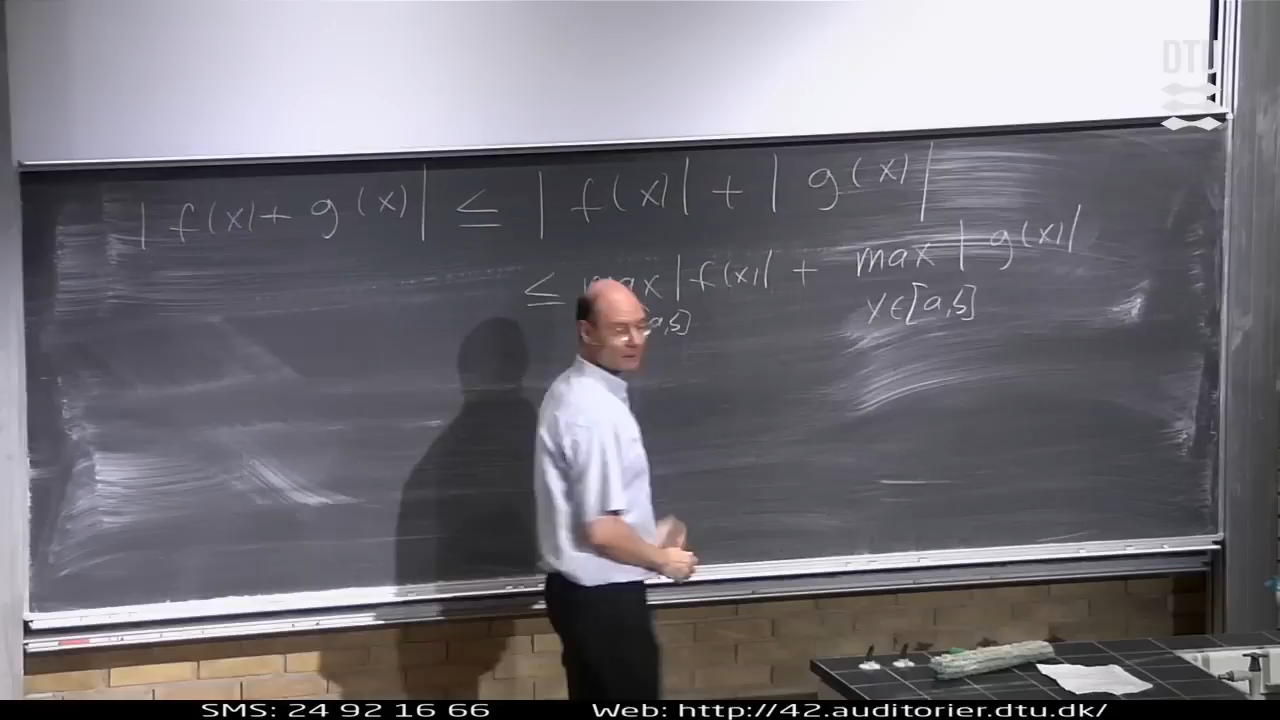 DTU
| f(x) + g(x) | ≤ | f(x) | + | g(x) |
≤ max | f(x) | + max | g(x) |
a,b] x∈[a,b]
SMS: 24 92 16 66 Web: http://42.auditorier.dtu.dk/